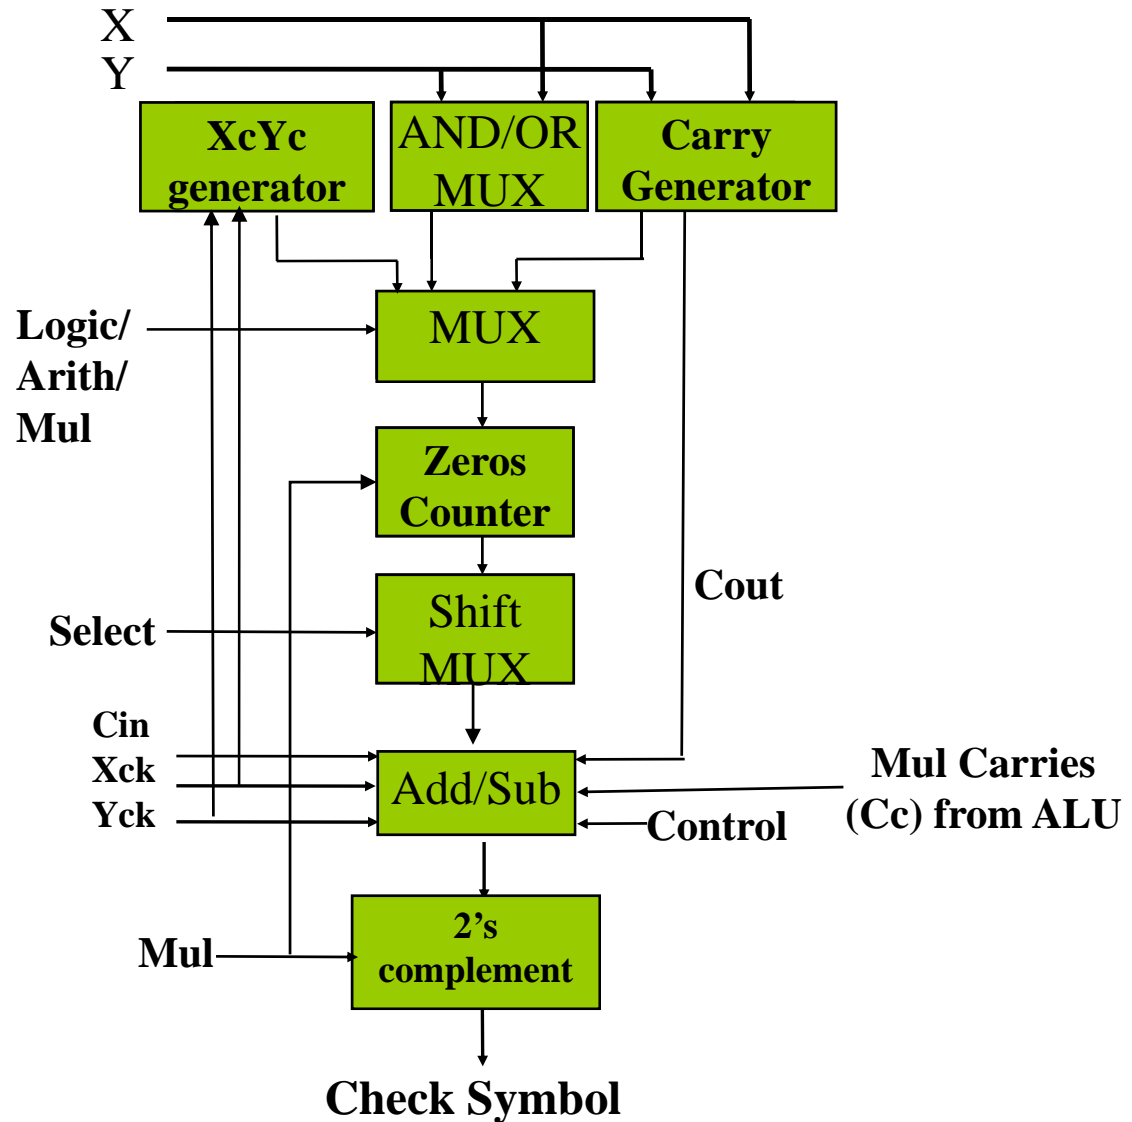 X
Y
XcYc
generator
AND/OR
MUX
Carry
Generator
Logic/
Arith/
Mul
MUX
Zeros
Counter
Cout
Select
Shift
MUX
Cin
Xck
Yck
Add/Sub
Mul Carries
(Cc) from ALU
Control
Mul
2’s
complement
Check Symbol